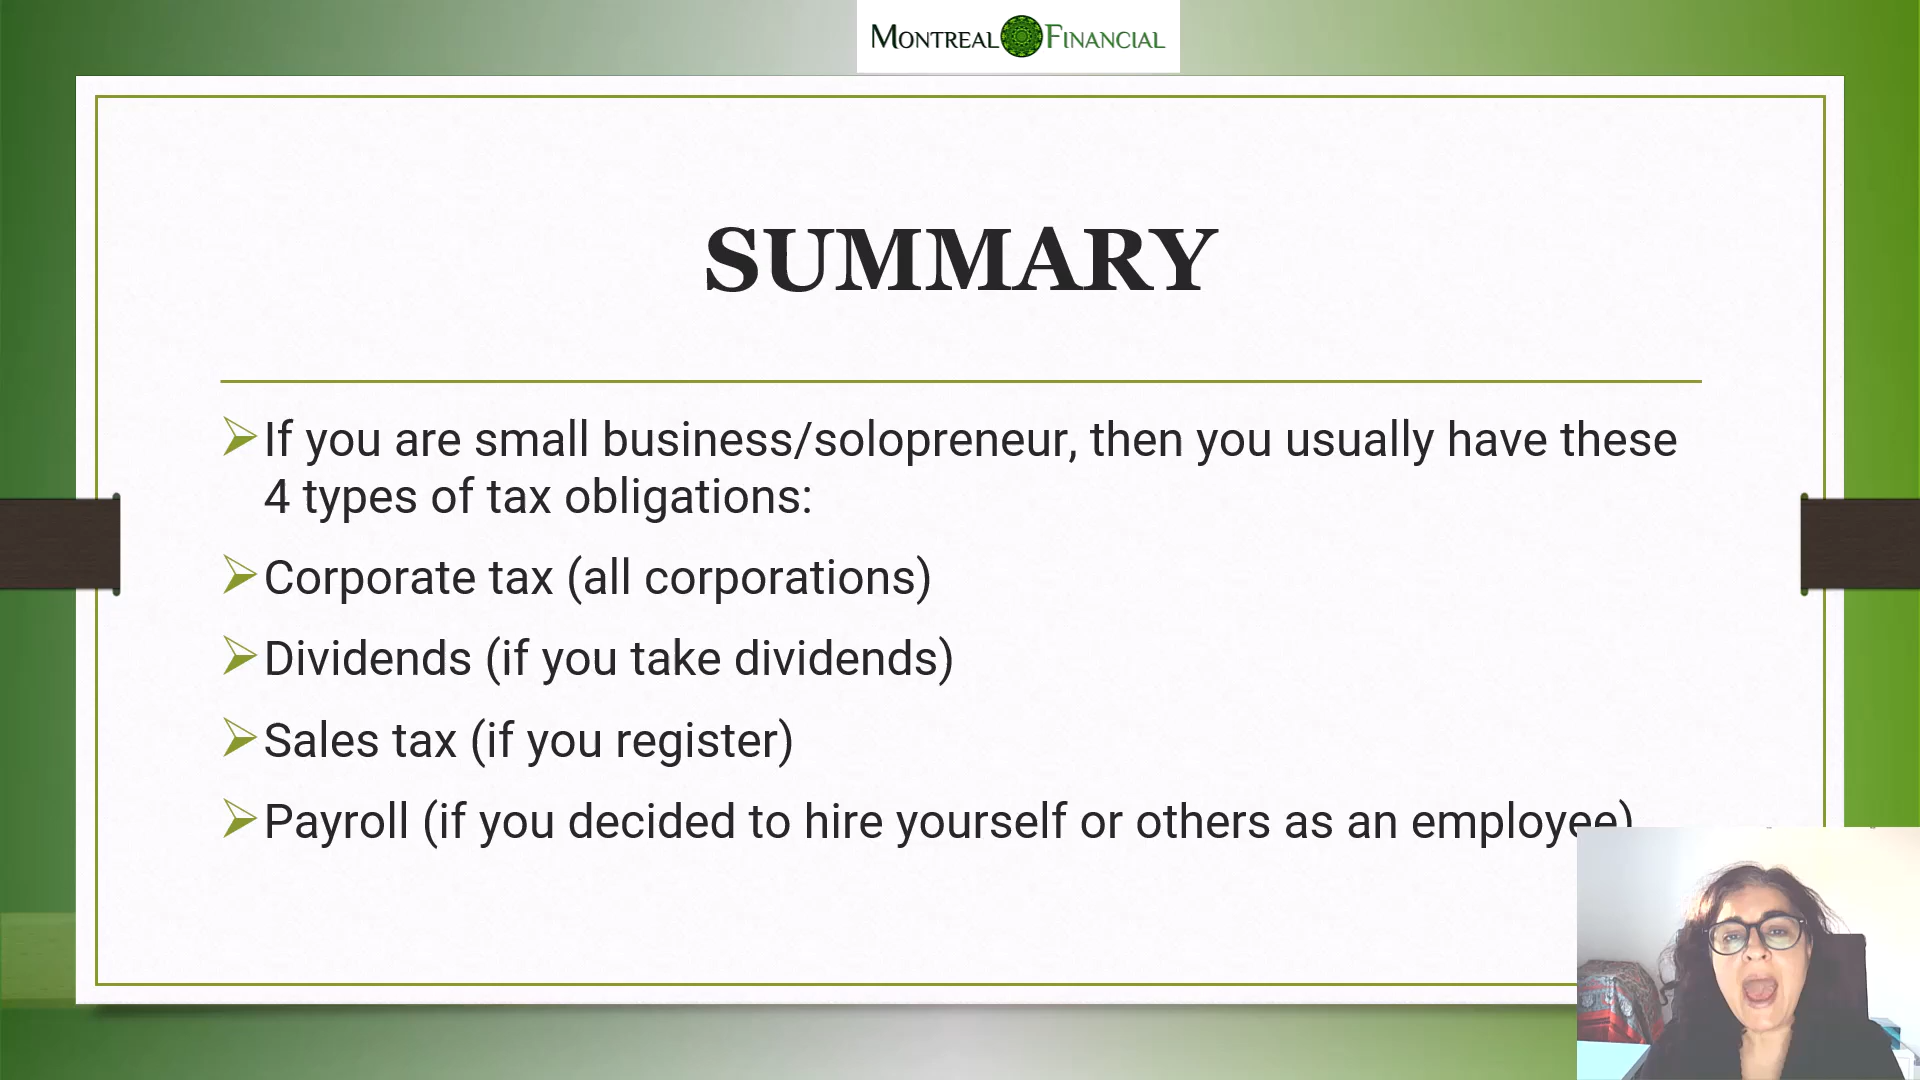 MONTREAL FINANCIAL
SUMMARY
If you are small business/solopreneur, then you usually have these
4 types of tax obligations:
Corporate tax (all corporations)
Dividends (if you take dividends)
Sales tax (if you register)
Payroll (if you decided to hire yourself or others as an employee)